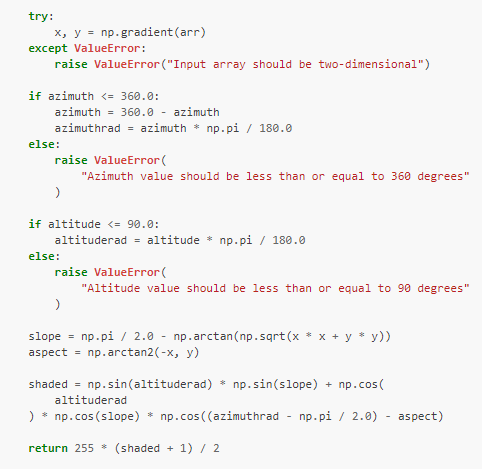 try:
    x, y = np.gradient(arr)
except ValueError:
    raise ValueError("Input array should be two-dimensional")

if azimuth <= 360.0:
    azimuth = 360.0 - azimuth
    azimuthrad = azimuth * np.pi / 180.0
else:
    raise ValueError(
        "Azimuth value should be less than or equal to 360 degrees"
    )

if altitude <= 90.0:
    altituderad = altitude * np.pi / 180.0
else:
    raise ValueError(
        "Altitude value should be less than or equal to 90 degrees"
    )

slope = np.pi / 2.0 - np.arctan(np.sqrt(x * x + y * y))
aspect = np.arctan2(-x, y)

shaded = np.sin(altituderad) * np.sin(slope) + np.cos(
    altituderad
) * np.cos(slope) * np.cos((azimuthrad - np.pi / 2.0) - aspect)

return 255 * (shaded + 1) / 2